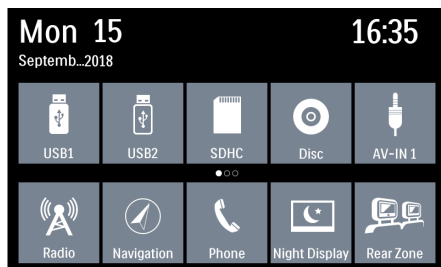 Mon 15 16:35
Septemb...2018
USB1 USB2 SDHC Disc AV-IN 1
Radio Navigation Phone Night Display Rear Zone